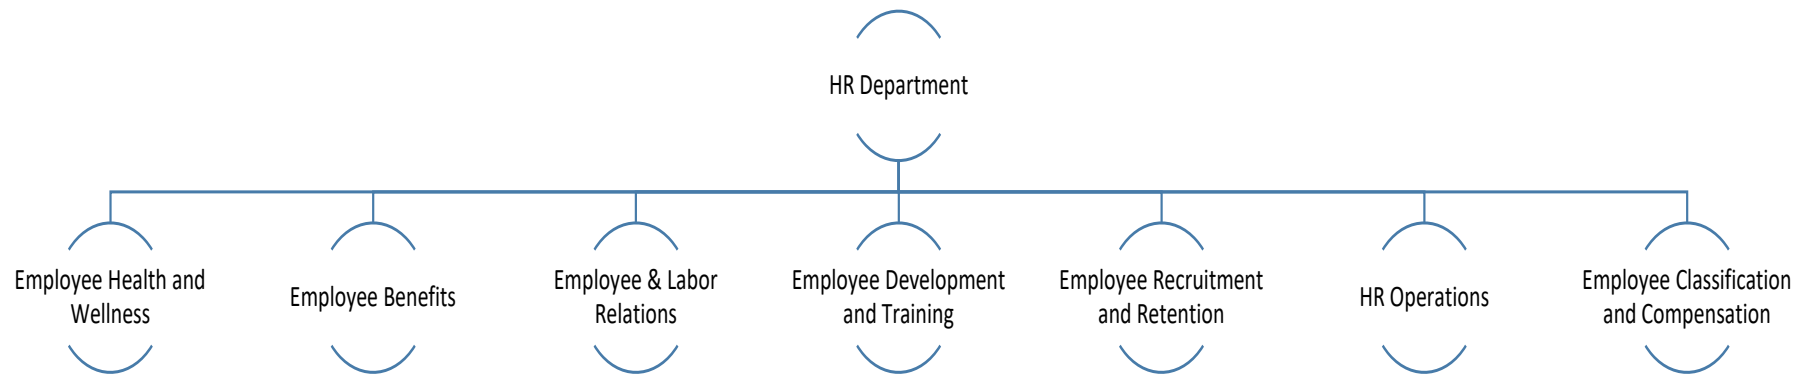 HR Department
Employee Health and
Wellness
Employee Benefits
Employee & Labor
Relations
Employee Development
and Training
Employee Recruitment
and Retention
HR Operations
Employee Classification
and Compensation